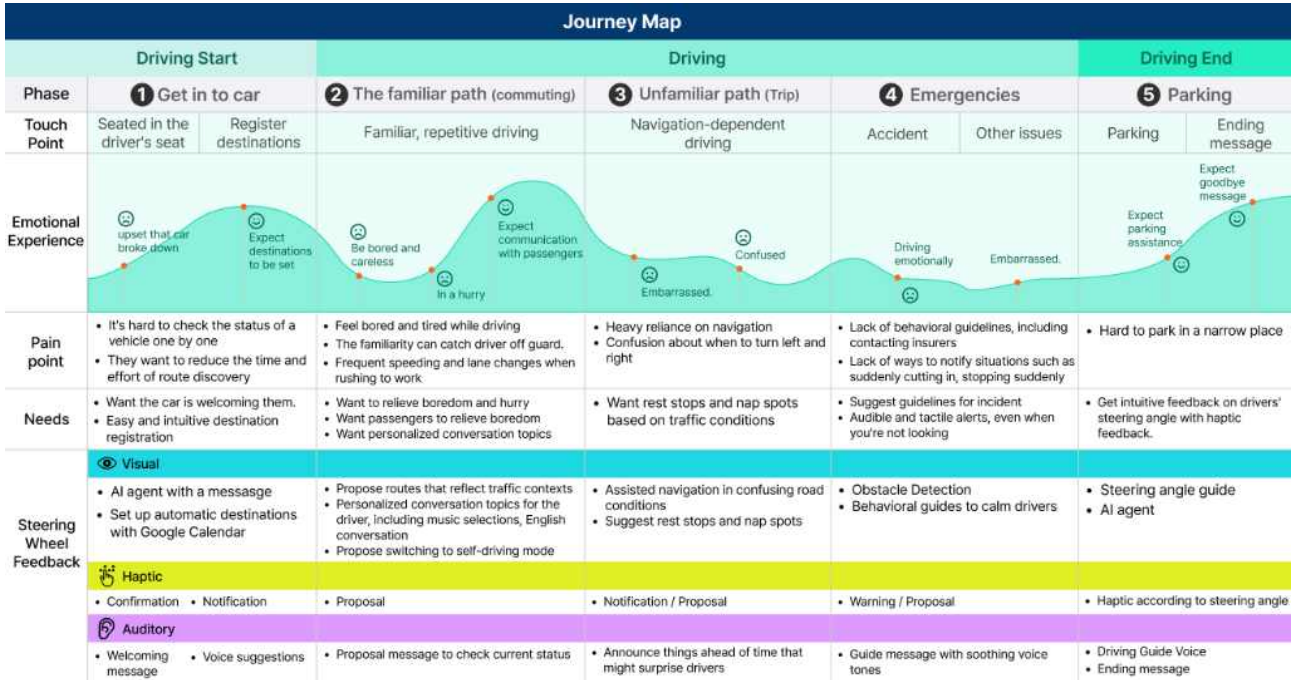 Journey Map
Driving Start
Driving
Driving End
Phase
1 Get in to car
2 The familiar path (commuting)
3 Unfamiliar path (Trip)
4 Emergencies
5 Parking
Touch
Point
Seated in the
driver's seat
Register
destinations
Familiar, repetitive driving
Navigation-dependent
driving
Accident
Other issues
Parking
Ending
message
Emotional
Experience
upset that car
broke down
Expect
destinations
to be set
Be bored and
careless
In a hurry
Expect
communication
with passengers
Embarrassed.
Confused
Driving
emotionally
Embarrassed.
Expect
parking
assistance
Expect
goodbye
message
Pain
point
• It's hard to check the status of a
vehicle one by one
• They want to reduce the time and
effort of route discovery
• Feel bored and tired while driving
• The familiarity can catch driver off guard.
• Frequent speeding and lane changes when
rushing to work
• Heavy reliance on navigation
• Confusion about when to turn left and
right
• Lack of behavioral guidelines, including
contacting insurers
• Lack of ways to notify situations such as
suddenly cutting in, stopping suddenly
• Hard to park in a narrow place
Needs
• Want the car is welcoming them.
• Easy and intuitive destination
registration
• Want to relieve boredom and hurry
• Want passengers to relieve boredom
• Want personalized conversation topics
• Want rest stops and nap spots
based on traffic conditions
• Suggest guidelines for incident
• Audible and tactile alerts, even when
you're not looking
• Get intuitive feedback on drivers'
steering angle with haptic
feedback.
Steering
Wheel
Feedback
Visual
• AI agent with a messasge
• Set up automatic destinations
with Google Calendar
• Propose routes that reflect traffic contexts
• Personalized conversation topics for the
driver, including music selections, English
conversation
• Propose switching to self-driving mode
• Assisted navigation in confusing road
conditions
• Suggest rest stops and nap spots
• Obstacle Detection
• Behavioral guides to calm drivers
• Steering angle guide
• AI agent
Haptic
• Confirmation • Notification
• Proposal
• Notification / Proposal
• Warning / Proposal
• Haptic according to steering angle
Auditory
• Welcoming
message
• Voice suggestions
• Proposal message to check current status
• Announce things ahead of time that
might surprise drivers
• Guide message with soothing voice
tones
• Driving Guide Voice
• Ending message